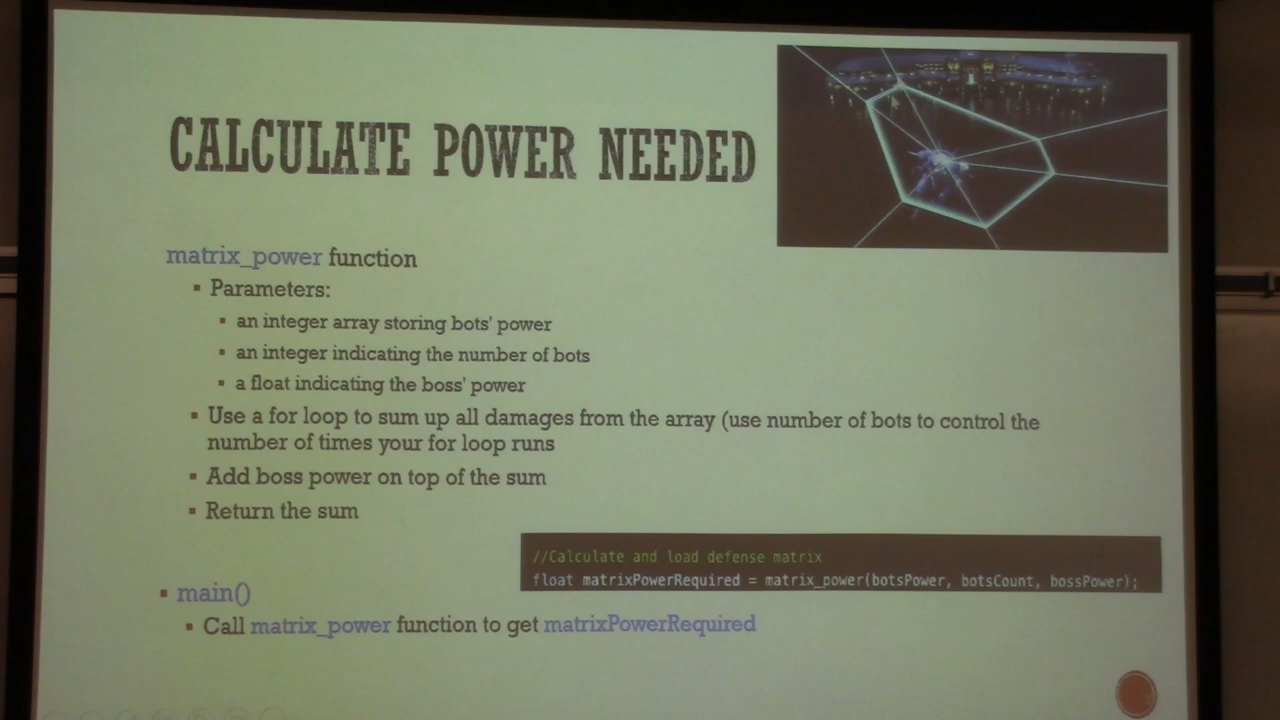 CALCULATE POWER NEEDED
matrix_power function
Parameters:
an integer array storing bots' power
an integer indicating the number of bots
a float indicating the boss' power
Use a for loop to sum up all damages from the array (use number of bots to control the
number of times your for loop runs
Add boss power on top of the sum
Return the sum
//Calculate and load defense matrix
float matrixPowerRequired = matrix_power(botsPower, botsCount, bossPower);
main()
Call matrix_power function to get matrixPowerRequired